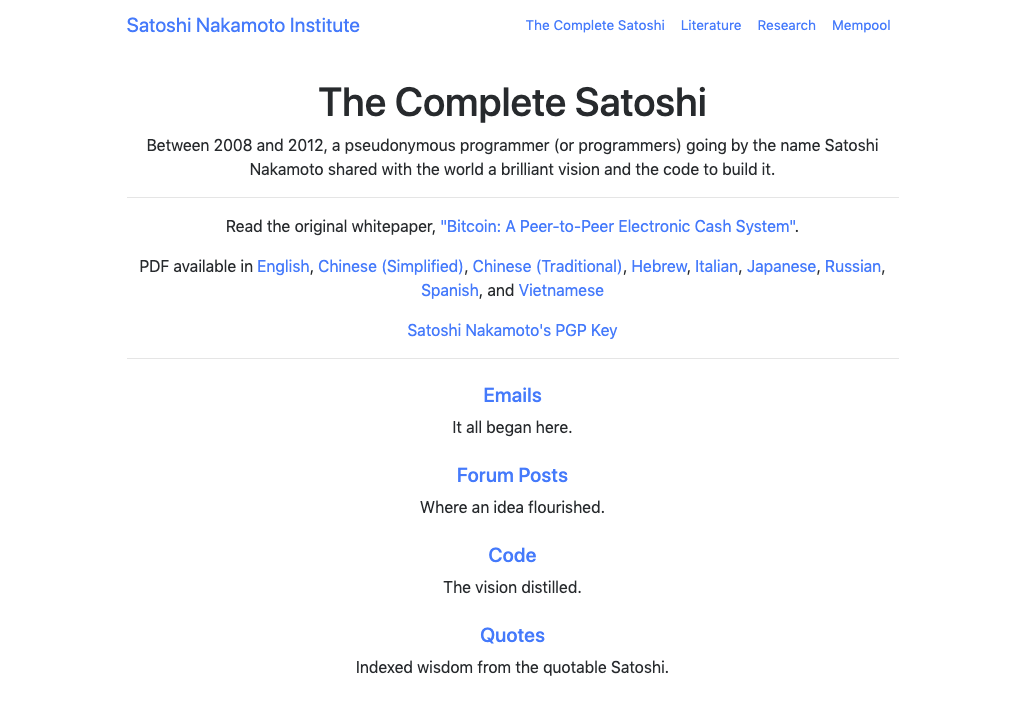 Satoshi Nakamoto Institute
The Complete Satoshi Literature Research Mempool
The Complete Satoshi
Between 2008 and 2012, a pseudonymous programmer (or programmers) going by the name Satoshi
Nakamoto shared with the world a brilliant vision and the code to build it.
Read the original whitepaper, "Bitcoin: A Peer-to-Peer Electronic Cash System".
PDF available in English, Chinese (Simplified), Chinese (Traditional), Hebrew, Italian, Japanese, Russian,
Spanish, and Vietnamese
Satoshi Nakamoto's PGP Key
Emails
It all began here.
Forum Posts
Where an idea flourished.
Code
The vision distilled.
Quotes
Indexed wisdom from the quotable Satoshi.